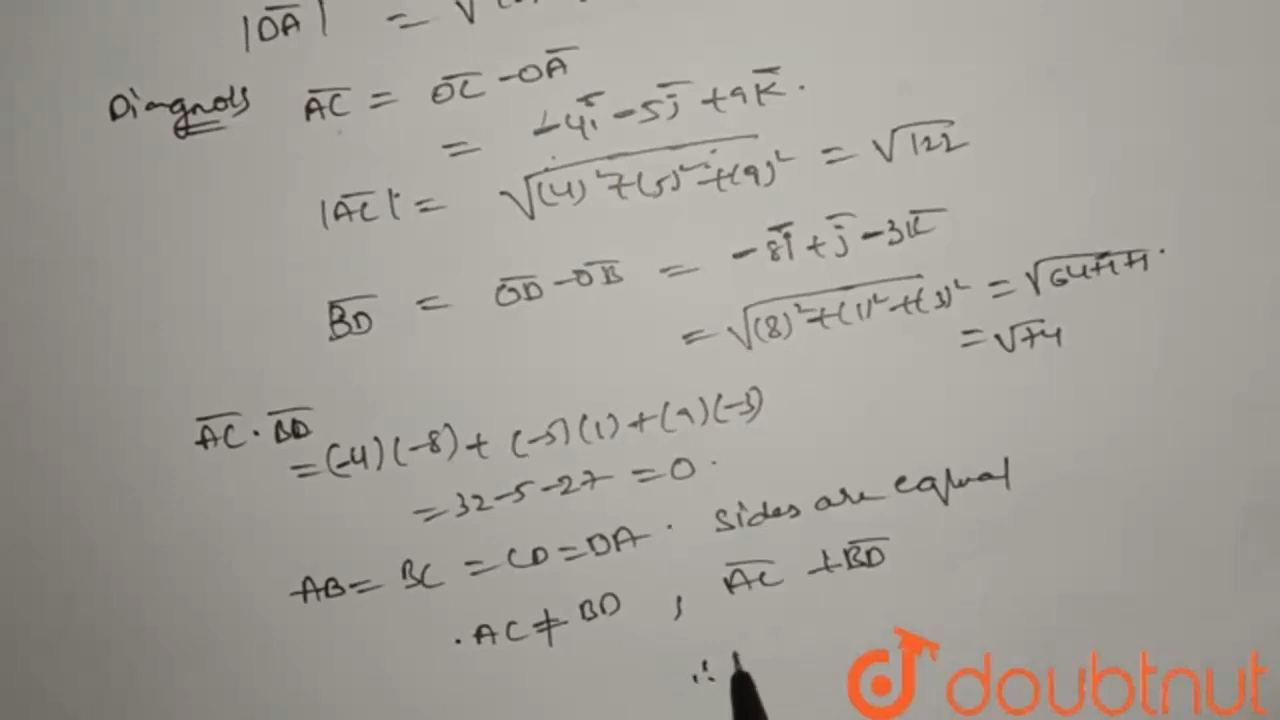 |DA| = √
Diagnols AC̅ = OC̅ - OA̅
= -4i̅ - 5j̅ + 9k̅.
|AC̅| = √(4)²+(5)²+(9)² = √122
BD̅ = OD̅ - OB̅ = -8i̅ + j̅ - 3k̅
= √(8)²+(1)²+(3)² = √64+1+
= √74
AC̅ . BD̅
= (-4)(-8) + (-5)(1) + (9)(-3)
= 32-5-27 = 0.
AB = BC = CD = DA . Sides are equal
. AC ≠ BD , AC̅ ⊥ BD̅
∴
doubtnut